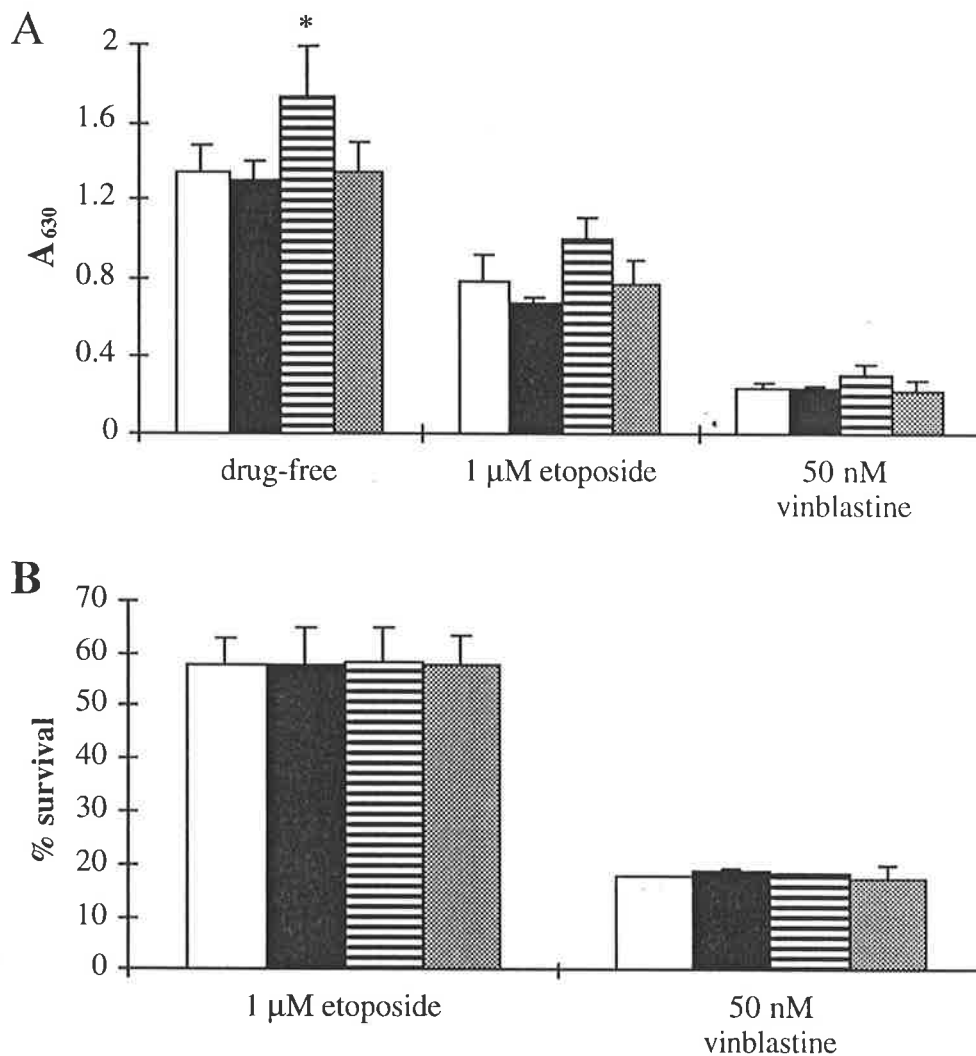 A
*
2
1.6
1.2
0.8
0.4
0
A630
drug-free
1 µM etoposide
50 nM
vinblastine
B
70
60
50
40
30
20
10
0
% survival
1 µM etoposide
50 nM
vinblastine